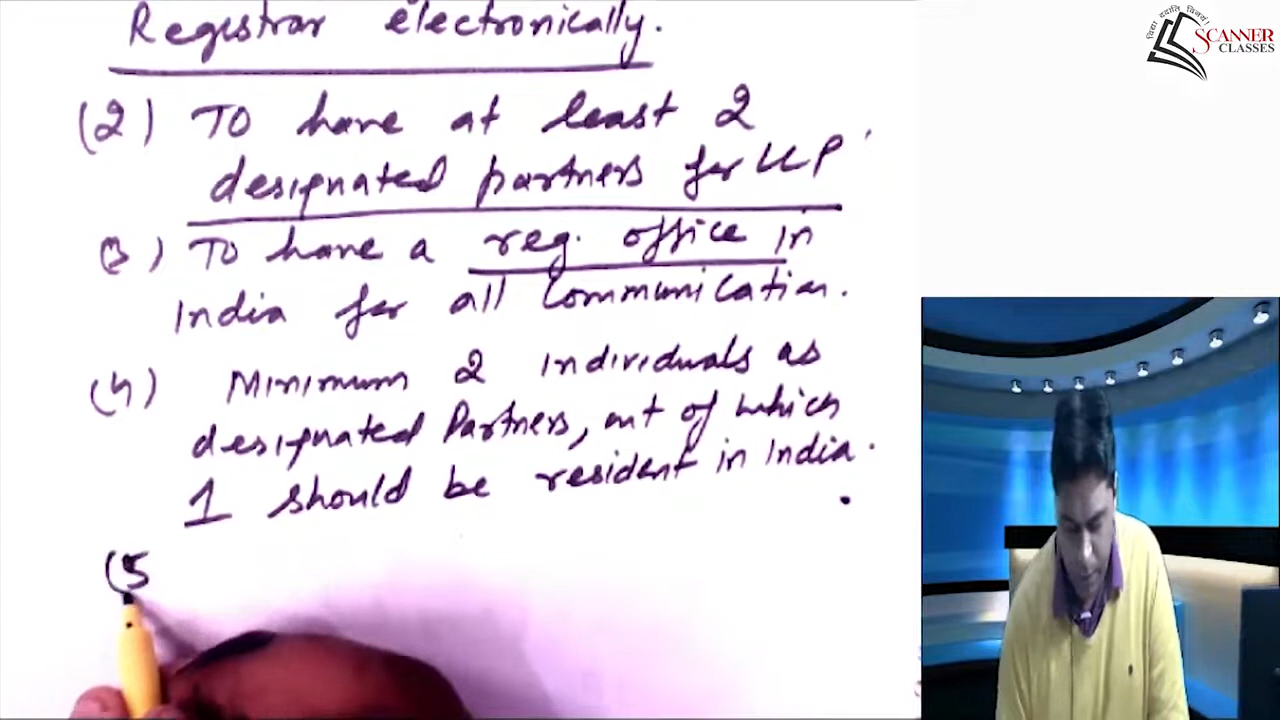 Registrar electronically.
(2) To have at least 2
designated partners for LLP
(3) To have a reg. office in
India for all communication.
(4) Minimum 2 individuals as
designated Partners, out of which
1 should be resident in India.
(5
विद्या ददाति विनयं।
SCANNER
CLASSES